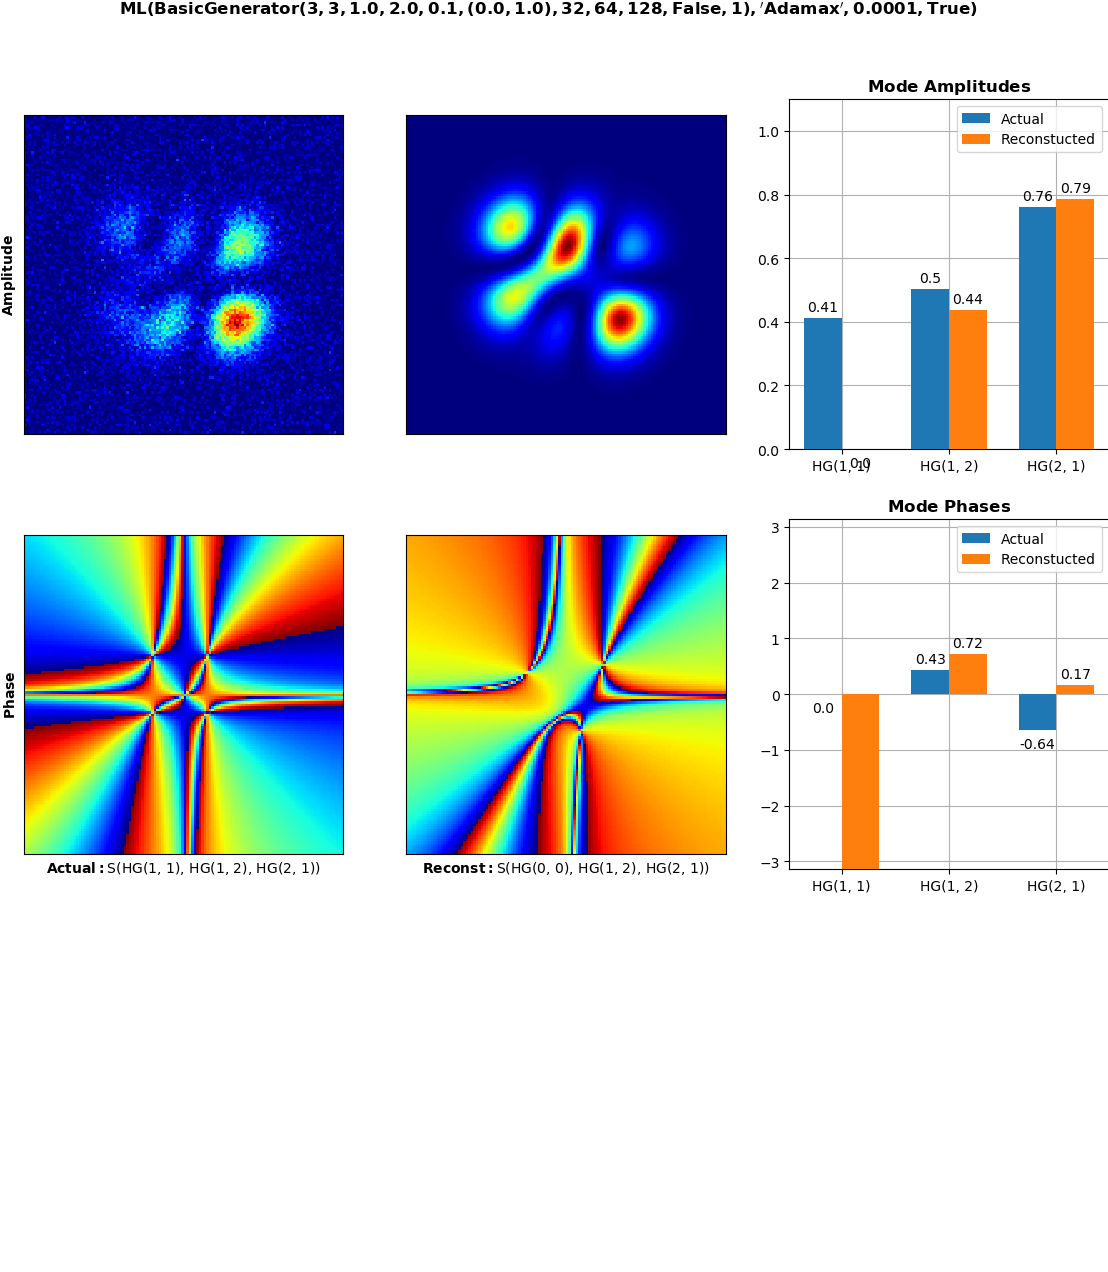 ML(BasicGenerator(3, 3, 1.0, 2.0, 0.1, (0.0, 1.0), 32, 64, 128, False, 1), 'Adamax', 0.0001, True)
Amplitude
Mode Amplitudes
Actual
Reconstucted
1.0
0.8
0.6
0.4
0.2
0.0
0.41
0.0
0.5
0.44
0.76
0.79
HG(1, 1)
HG(1, 2)
HG(2, 1)
Phase
Actual: S(HG(1, 1), HG(1, 2), HG(2, 1))
Reconst: S(HG(0, 0), HG(1, 2), HG(2, 1))
Mode Phases
Actual
Reconstucted
3
2
1
0
−1
−2
−3
0.0
0.43
0.72
-0.64
0.17
HG(1, 1)
HG(1, 2)
HG(2, 1)